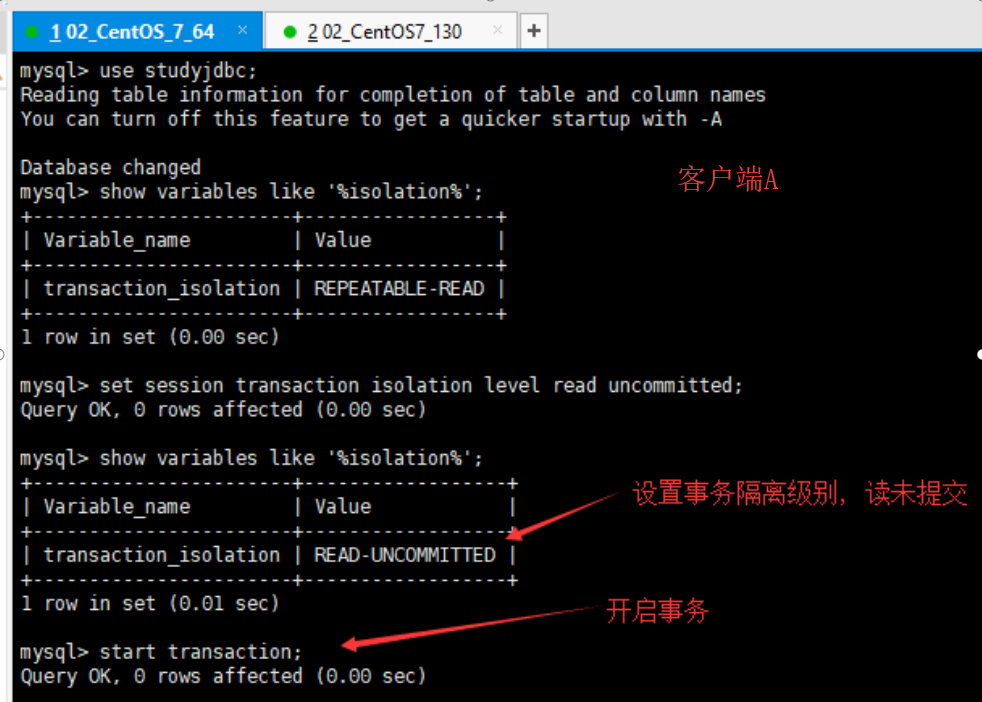 1 02_CentOS_7_64 × 2 02_CentOS7_130 × +
mysql> use studyjdbc;
Reading table information for completion of table and column names
You can turn off this feature to get a quicker startup with -A
Database changed
客户端A
mysql> show variables like '%isolation%';
+-----------------------+-----------------+
| Variable_name | Value |
+-----------------------+-----------------+
| transaction_isolation | REPEATABLE-READ |
+-----------------------+-----------------+
1 row in set (0.00 sec)
mysql> set session transaction isolation level read uncommitted;
Query OK, 0 rows affected (0.00 sec)
mysql> show variables like '%isolation%';
+-----------------------+------------------+
| Variable_name | Value |
设置事务隔离级别，读未提交
+-----------------------+------------------+
| transaction_isolation | READ-UNCOMMITTED |
+-----------------------+------------------+
1 row in set (0.01 sec)
开启事务
mysql> start transaction;
Query OK, 0 rows affected (0.00 sec)